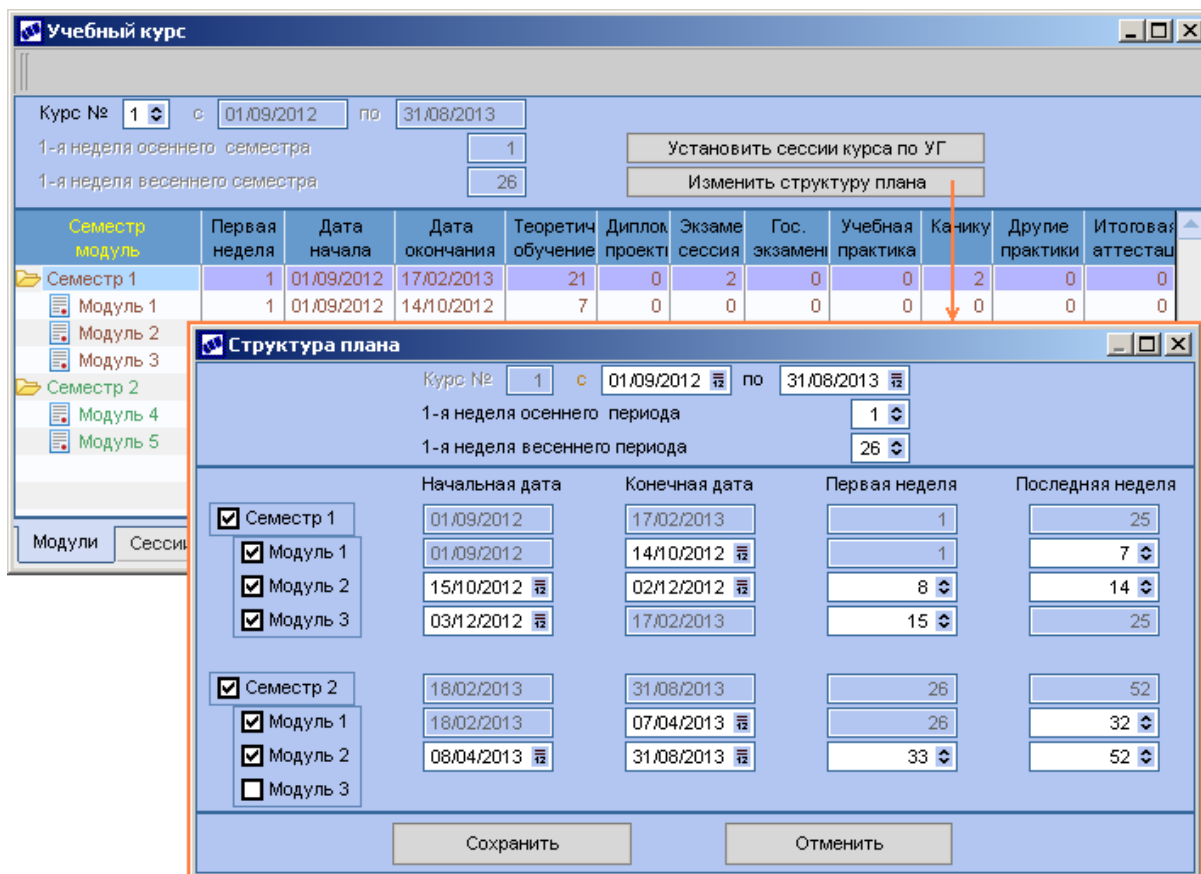 Учебный курс
Курс № 1 с 01/09/2012 по 31/08/2013
1-я неделя осеннего семестра 1
Установить сессии курса по УГ
1-я неделя весеннего семестра 26
Изменить структуру плана
Семестр модуль Первая неделя Дата начала Дата окончания Теоретич обучение Диплом проекти Экзаме сессия Гос. экзамени Учебная практика Канику Другие практики Итоговая аттестац
Семестр 1 1 01/09/2012 17/02/2013 21 0 2 0 0 2 0 0
Модуль 1 1 01/09/2012 14/10/2012 7 0 0 0 0 0 0 0
Модуль 2
Модуль 3
Семестр 2
Модуль 4
Модуль 5
Модули Сессии
Структура плана
Курс № 1 с 01/09/2012 по 31/08/2013
1-я неделя осеннего периода 1
1-я неделя весеннего периода 26
Начальная дата Конечная дата Первая неделя Последняя неделя
Семестр 1 01/09/2012 17/02/2013 1 25
Модуль 1 01/09/2012 14/10/2012 1 7
Модуль 2 15/10/2012 02/12/2012 8 14
Модуль 3 03/12/2012 17/02/2013 15 25
Семестр 2 18/02/2013 31/08/2013 26 52
Модуль 1 18/02/2013 07/04/2013 26 32
Модуль 2 08/04/2013 31/08/2013 33 52
Модуль 3
Сохранить Отменить